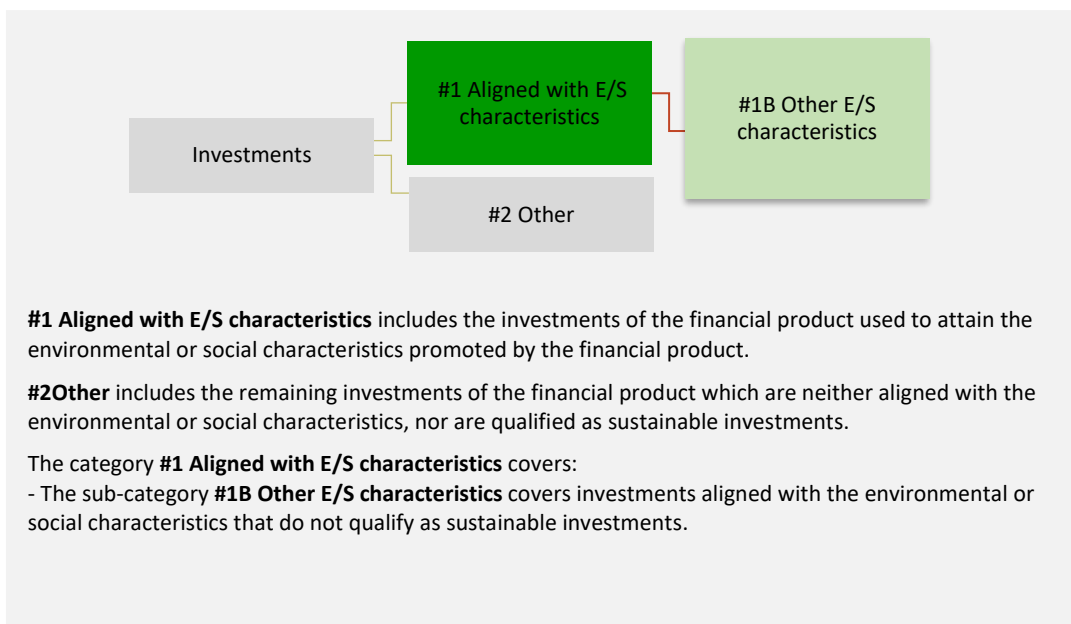 #1 Aligned with E/S
characteristics
#1B Other E/S
characteristics
Investments
#2 Other
#1 Aligned with E/S characteristics includes the investments of the financial product used to attain the
environmental or social characteristics promoted by the financial product.
#2Other includes the remaining investments of the financial product which are neither aligned with the
environmental or social characteristics, nor are qualified as sustainable investments.
The category #1 Aligned with E/S characteristics covers:
- The sub-category #1B Other E/S characteristics covers investments aligned with the environmental or
social characteristics that do not qualify as sustainable investments.